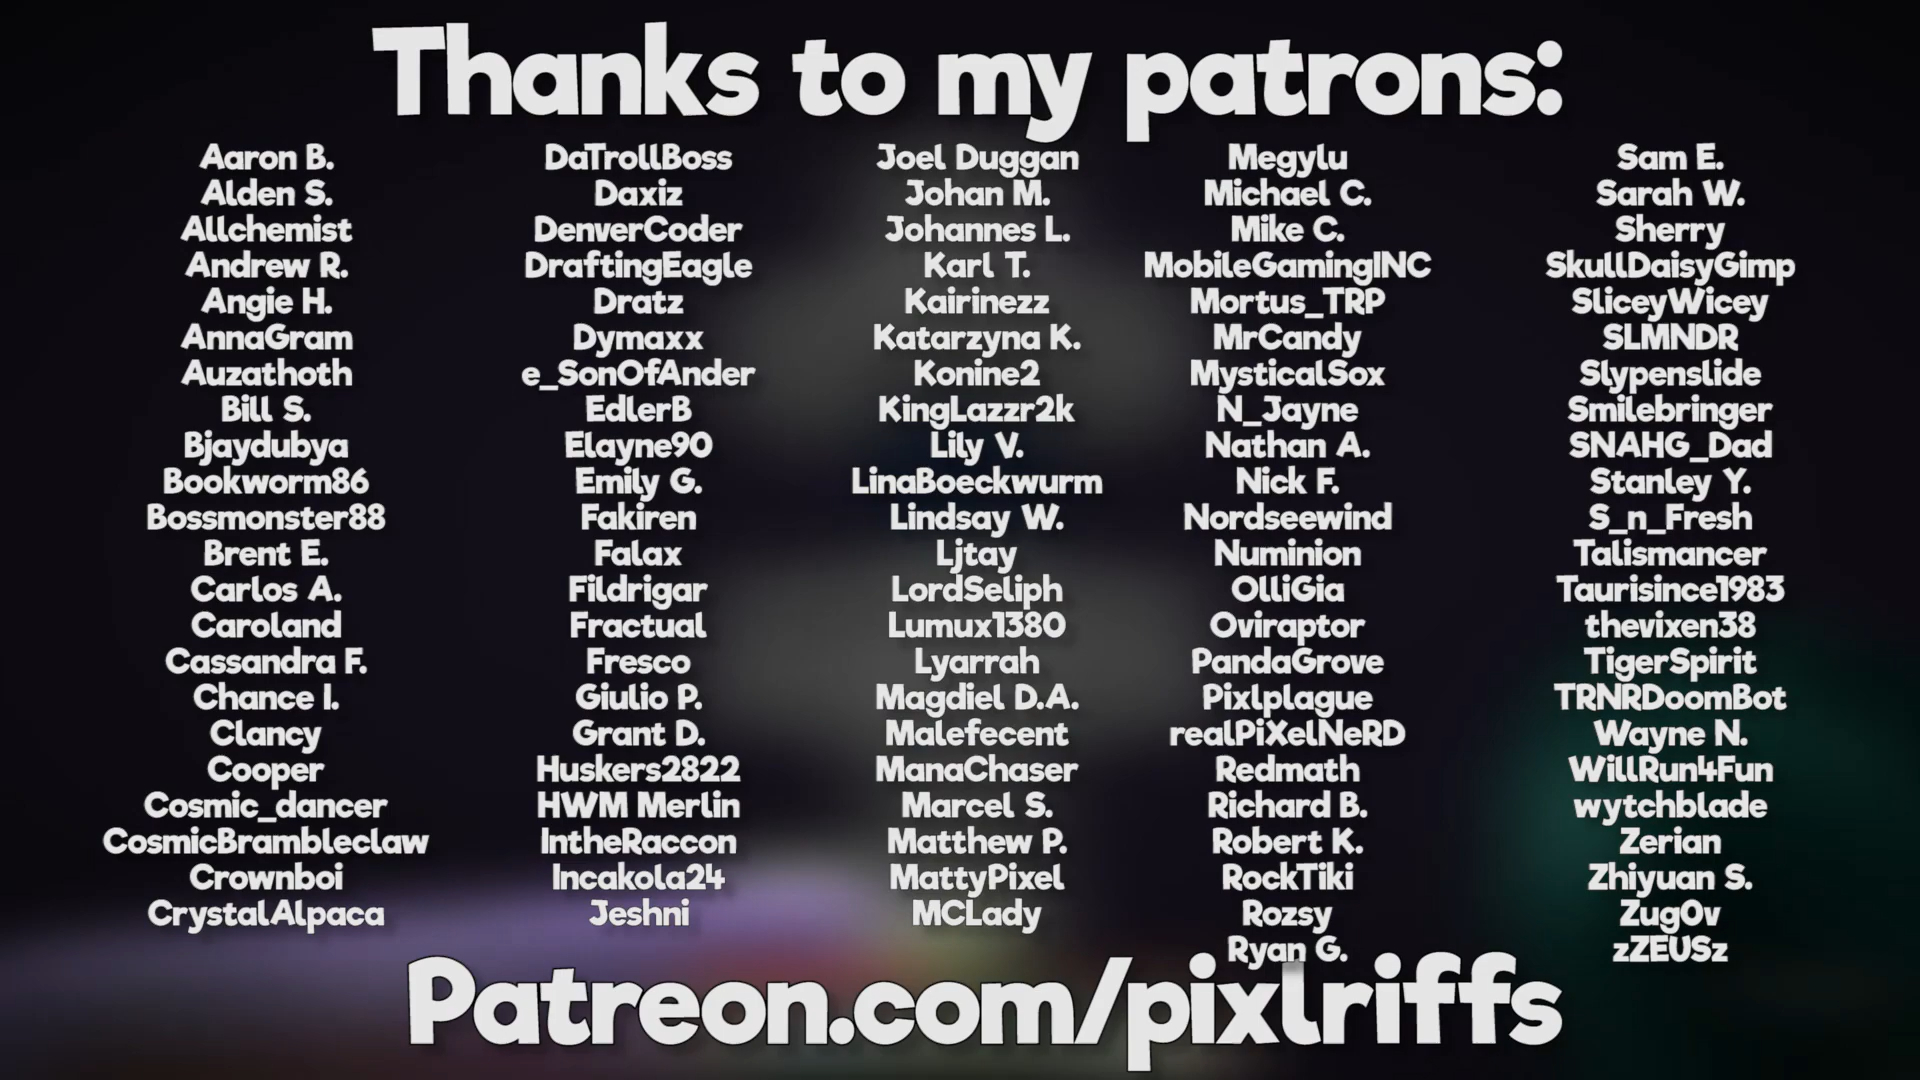 Thanks to my patrons:
Aaron B.
Alden S.
Allchemist
Andrew R.
Angie H.
AnnaGram
Auzathoth
Bill S.
Bjaydubya
Bookworm86
Bossmonster88
Brent E.
Carlos A.
Caroland
Cassandra F.
Chance I.
Clancy
Cooper
Cosmic_dancer
CosmicBrambleclaw
Crownboi
CrystalAlpaca
DaTrollBoss
Daxiz
DenverCoder
DraftingEagle
Dratz
Dymaxx
e_SonOfAnder
EdlerB
Elayne90
Emily G.
Fakiren
Falax
Fildrigar
Fractual
Fresco
Giulio P.
Grant D.
Huskers2822
HWM Merlin
IntheRaccon
Incakola24
Jeshni
Joel Duggan
Johan M.
Johannes L.
Karl T.
Kairinezz
Katarzyna K.
Konine2
KingLazzr2k
Lily V.
LinaBoeckwurm
Lindsay W.
Ljtay
LordSeliph
Lumux1380
Lyarrah
Magdiel D.A.
Malefecent
ManaChaser
Marcel S.
Matthew P.
MattyPixel
MCLady
Megylu
Michael C.
Mike C.
MobileGamingINC
Mortus_TRP
MrCandy
MysticalSox
N_Jayne
Nathan A.
Nick F.
Nordseewind
Numinion
OlliGia
Oviraptor
PandaGrove
Pixlplague
realPiXelNeRD
Redmath
Richard B.
Robert K.
RockTiki
Rozsy
Ryan G.
Sam E.
Sarah W.
Sherry
SkullDaisyGimp
SliceyWicey
SLMNDR
Slypenslide
Smilebringer
SNAHG_Dad
Stanley Y.
S_n_Fresh
Talismancer
Taurisince1983
thevixen38
TigerSpirit
TRNRDoomBot
Wayne N.
WillRun4Fun
wytchblade
Zerian
Zhiyuan S.
Zug0v
zZEUSz
Patreon.com/pixlriffs